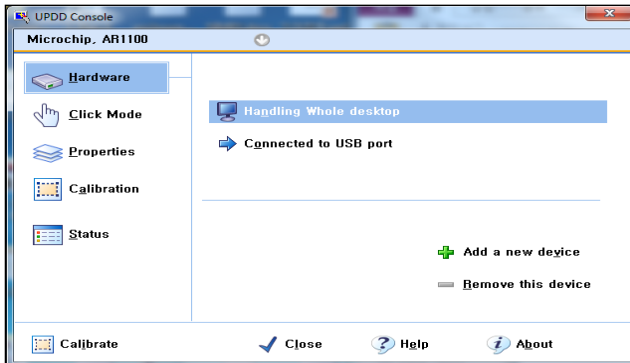 UPDD Console
Microchip, AR1100
Hardware
Click Mode
Properties
Calibration
Status
Handling Whole desktop
Connected to USB port
Add a new device
Remove this device
Calibrate
Close
Help
About